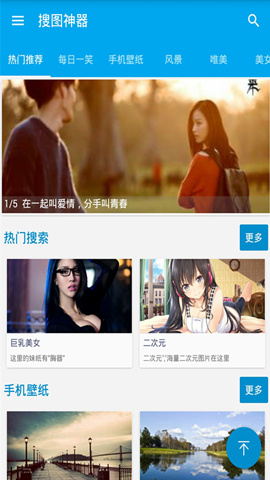 搜图神器
热门推荐 每日一笑 手机壁纸 风景 唯美 美女
1/5 在一起叫爱情，分手叫青春
热门搜索 更多
巨乳美女 二次元
这里的妹纸有"胸器" 二次元","海量二次元图片在这里
手机壁纸 更多